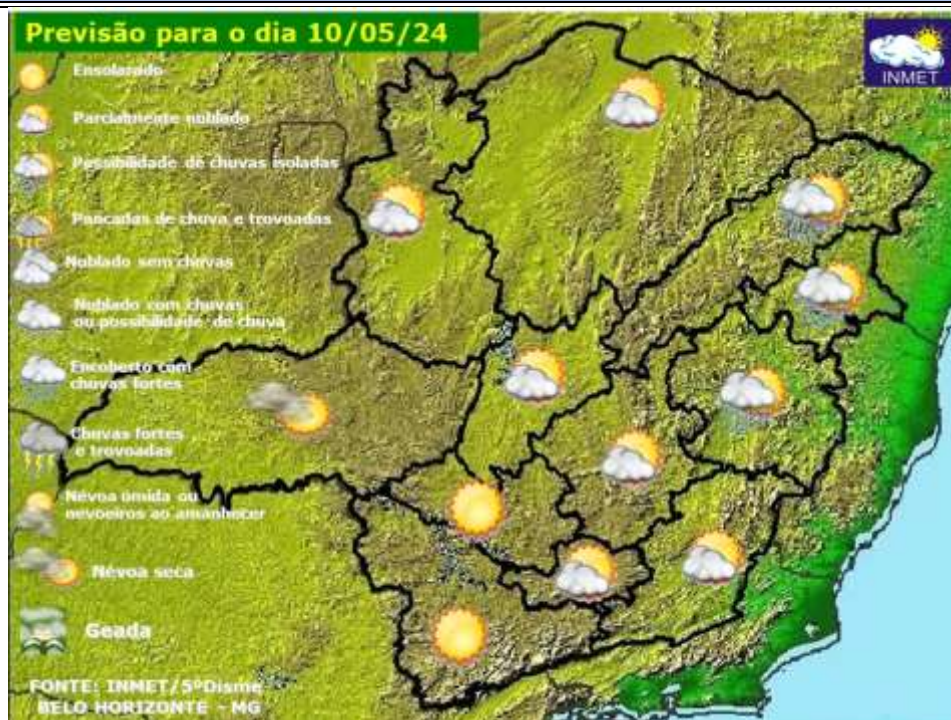 Previsão para o dia 10/05/24
INMET
Ensolarado
Parcialmente nublado
Possibilidade de chuvas isoladas
Pancadas de chuva e trovoadas
Nublado sem chuvas
Nublado com chuvas
ou possibilidade de chuva
Encoberto com
chuvas fortes
Chuvas fortes
e trovoadas
Névoa úmida ou
nevoeiros ao amanhecer
Névoa seca
Geada
FONTE: INMET/5ºDisme
BELO HORIZONTE - MG